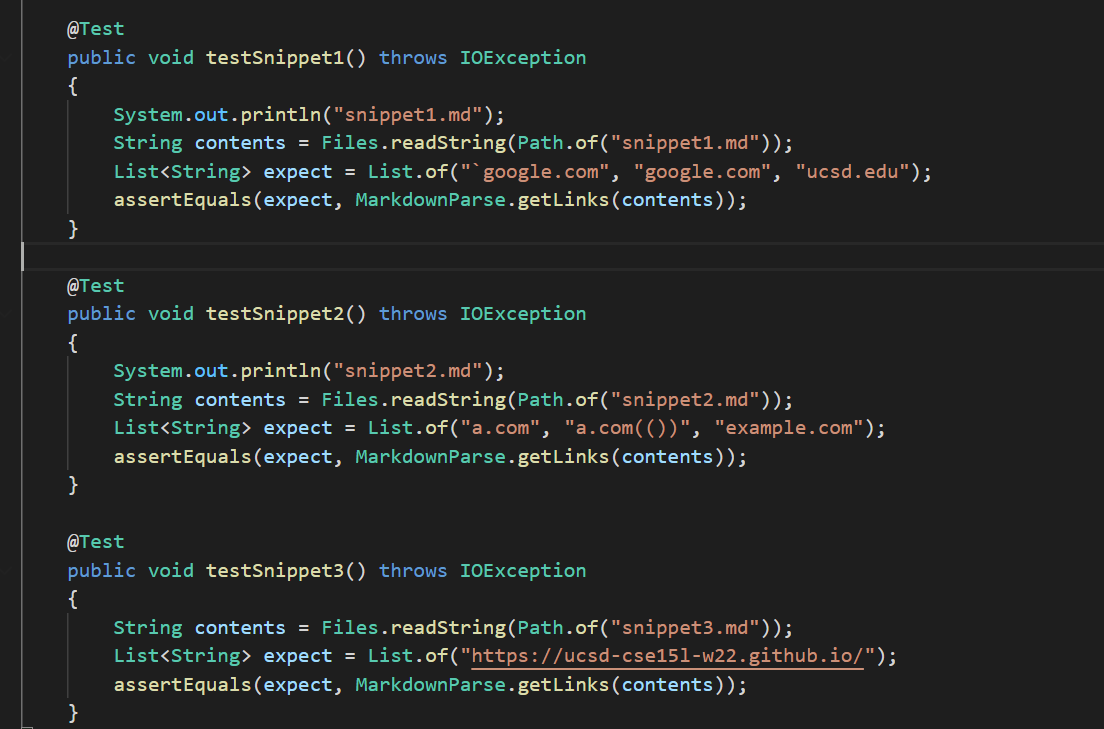 @Test
public void testSnippet1() throws IOException
{
System.out.println("snippet1.md");
String contents = Files.readString(Path.of("snippet1.md"));
List<String> expect = List.of("`google.com", "google.com", "ucsd.edu");
assertEquals(expect, MarkdownParse.getLinks(contents));
}
@Test
public void testSnippet2() throws IOException
{
System.out.println("snippet2.md");
String contents = Files.readString(Path.of("snippet2.md"));
List<String> expect = List.of("a.com", "a.com(())", "example.com");
assertEquals(expect, MarkdownParse.getLinks(contents));
}
@Test
public void testSnippet3() throws IOException
{
String contents = Files.readString(Path.of("snippet3.md"));
List<String> expect = List.of("https://ucsd-cse15l-w22.github.io/");
assertEquals(expect, MarkdownParse.getLinks(contents));
}